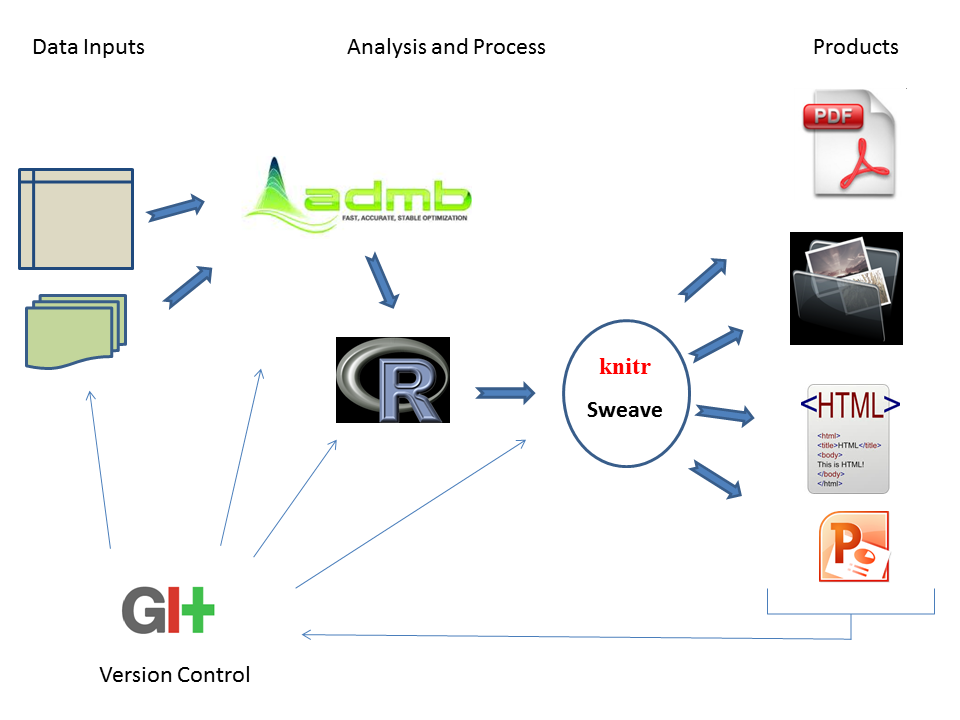 Data Inputs
Analysis and Process
Products
PDF
admb
FAST, ACCURATE, STABLE OPTIMIZATION
R
knitr
Sweave
<HTML>
<html>
<title>HTML</title>
<body>
This is HTML!
</body>
</html>
P
GIt
Version Control